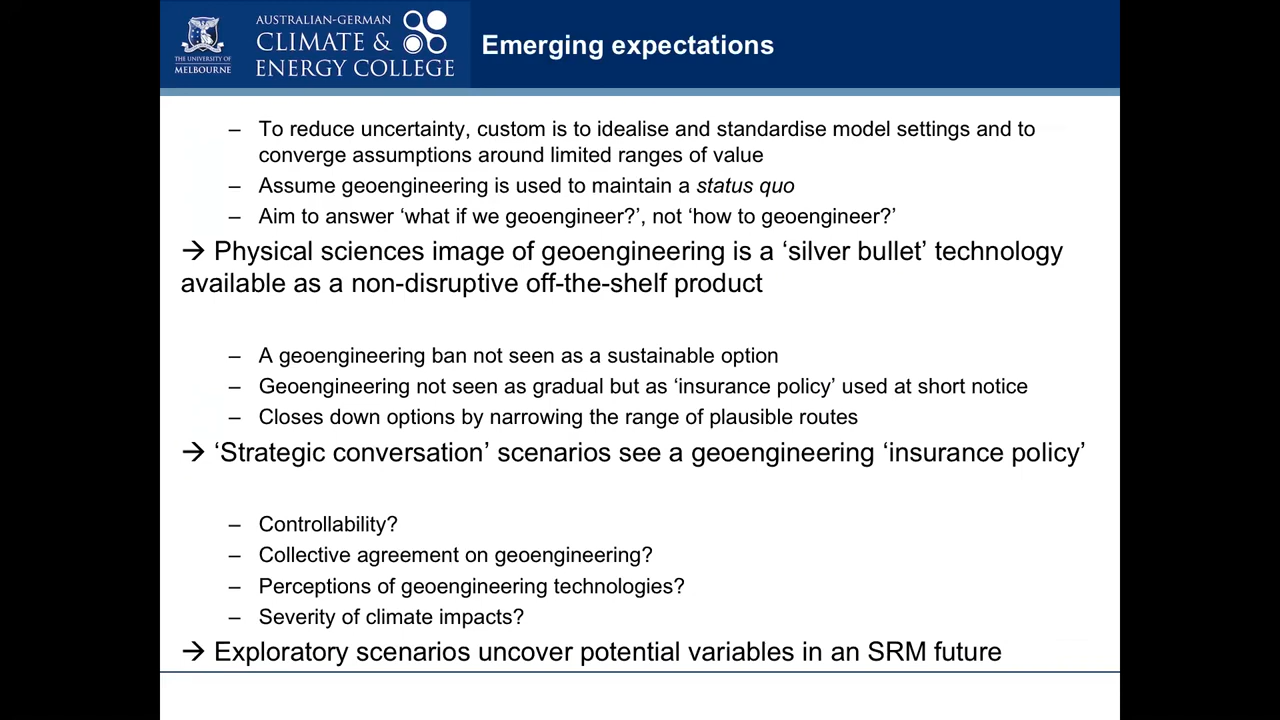 THE UNIVERSITY OF
MELBOURNE
AUSTRALIAN-GERMAN
CLIMATE &
ENERGY COLLEGE
Emerging expectations
– To reduce uncertainty, custom is to idealise and standardise model settings and to
converge assumptions around limited ranges of value
– Assume geoengineering is used to maintain a status quo
– Aim to answer ‘what if we geoengineer?’, not ‘how to geoengineer?’
→ Physical sciences image of geoengineering is a ‘silver bullet’ technology
available as a non-disruptive off-the-shelf product
– A geoengineering ban not seen as a sustainable option
– Geoengineering not seen as gradual but as ‘insurance policy’ used at short notice
– Closes down options by narrowing the range of plausible routes
→ ‘Strategic conversation’ scenarios see a geoengineering ‘insurance policy’
– Controllability?
– Collective agreement on geoengineering?
– Perceptions of geoengineering technologies?
– Severity of climate impacts?
→ Exploratory scenarios uncover potential variables in an SRM future